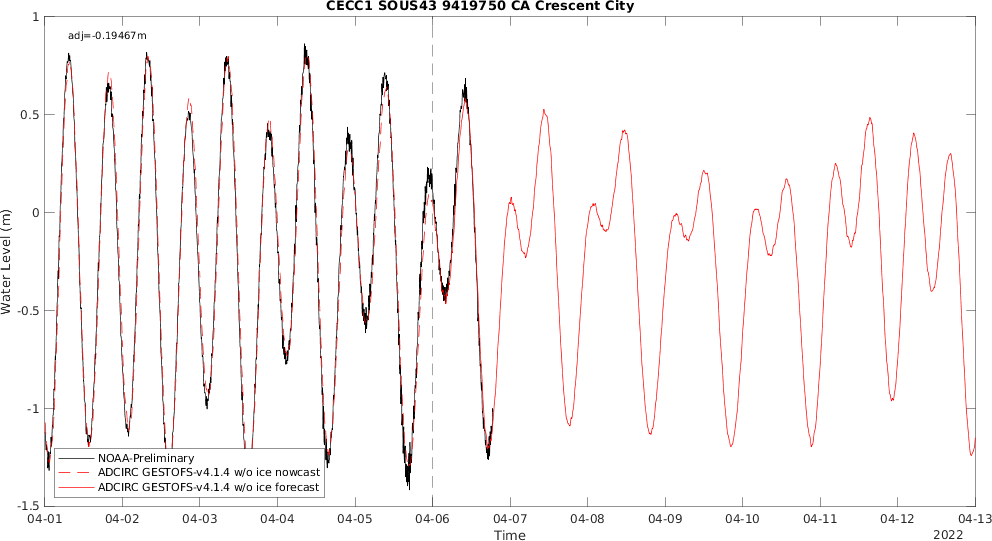 CECC1 SOUS43 9419750 CA Crescent City
adj=-0.19467m
Water Level (m)
1
0.5
0
-0.5
-1
-1.5
NOAA-Preliminary
ADCIRC GESTOFS-v4.1.4 w/o ice nowcast
ADCIRC GESTOFS-v4.1.4 w/o ice forecast
04-01 04-02 04-03 04-04 04-05 04-06 04-07 04-08 04-09 04-10 04-11 04-12 04-13
Time
2022